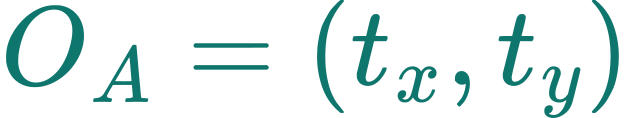 O_A = (t_x, t_y)